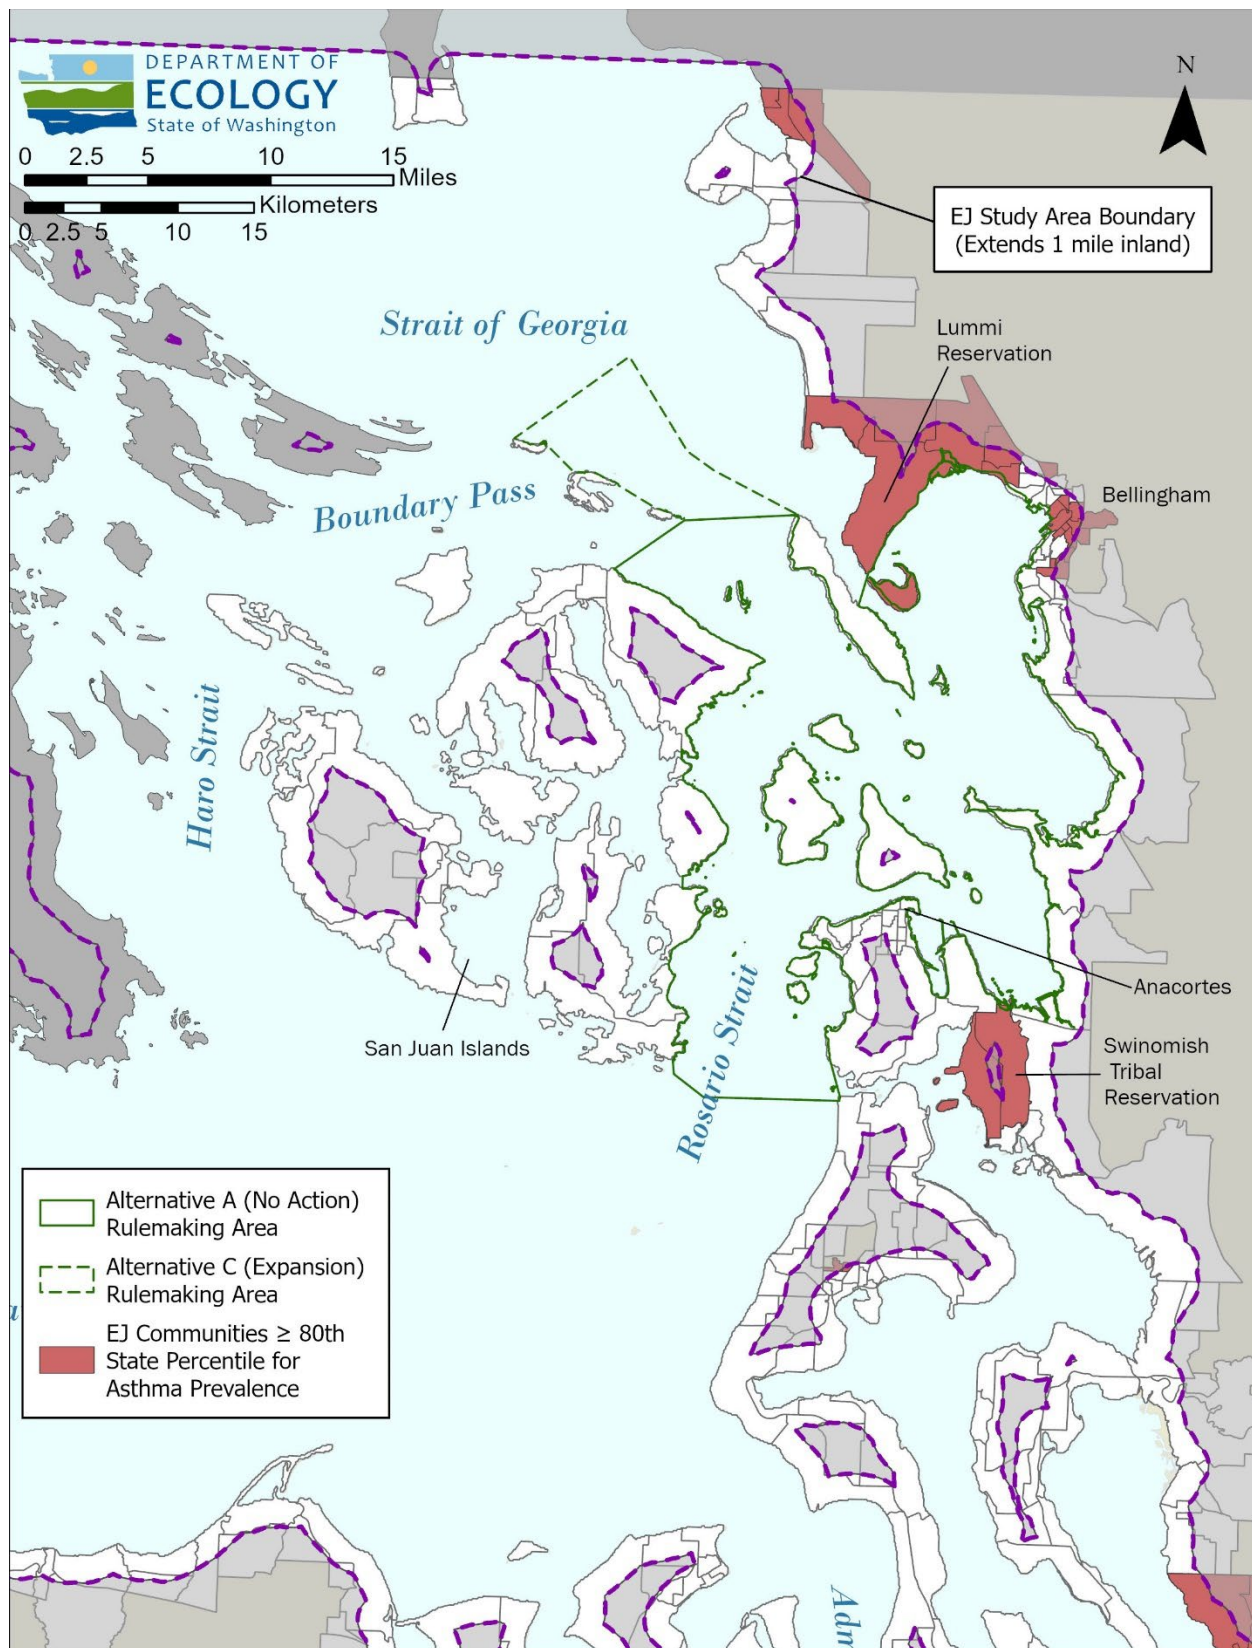 DEPARTMENT OF
ECOLOGY
State of Washington
0 2.5 5 10 15
Miles
Kilometers
0 2.5 5 10 15
N
EJ Study Area Boundary
(Extends 1 mile inland)
Strait of Georgia
Lummi
Reservation
Boundary Pass
Bellingham
Haro Strait
San Juan Islands
Rosario Strait
Anacortes
Swinomish
Tribal
Reservation
Alternative A (No Action)
Rulemaking Area
Alternative C (Expansion)
Rulemaking Area
EJ Communities ≥ 80th
State Percentile for
Asthma Prevalence
a
Adm